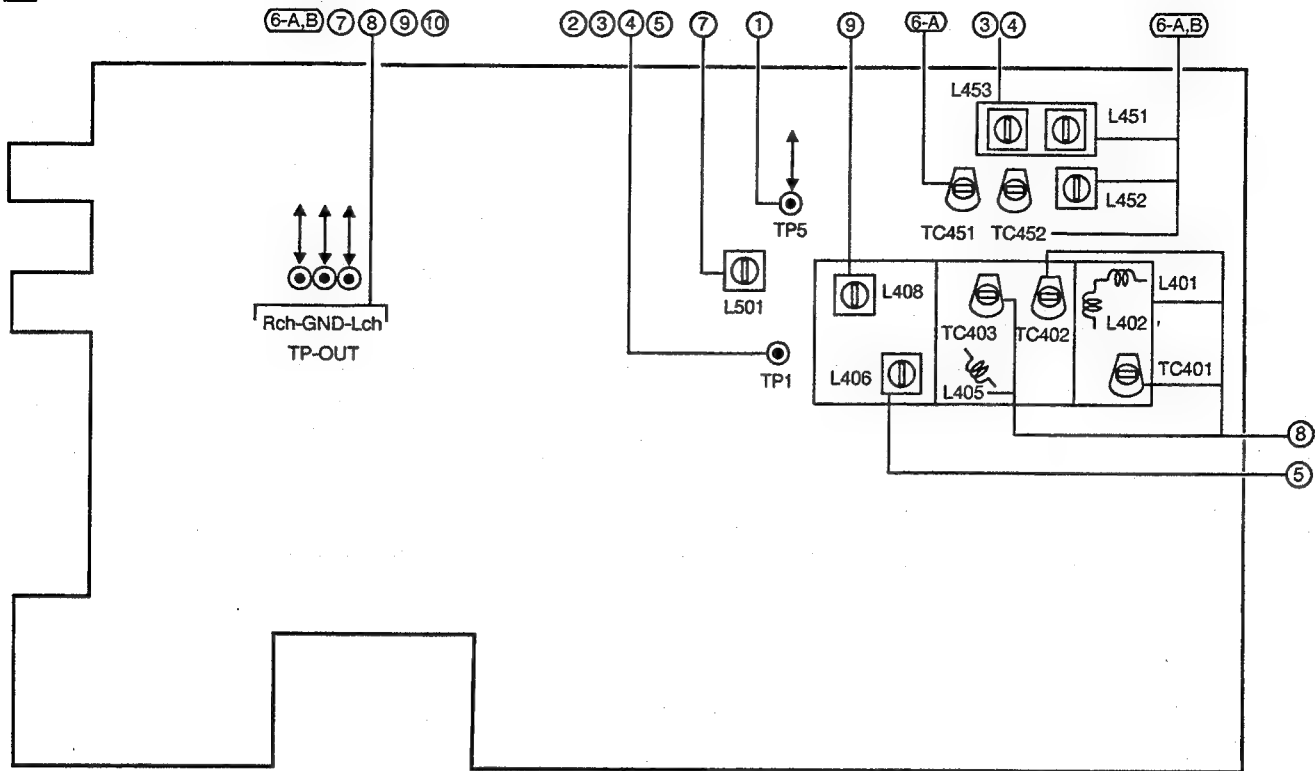 6-A,B 7 8 9 10 2 3 4 5 7 1 9 6-A 3 4 6-A,B
L453
L451
L452
TP5
TC451 TC452
L501
L408
L401
TC403 TC402
L402
Rch-GND-Lch
TP-OUT
TP1
L406
L405
TC401
8
5